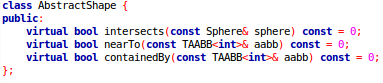 class AbstractShape {
public:
    virtual bool intersects(const Sphere& sphere) const = 0;
    virtual bool nearTo(const TAABB<int>& aabb) const = 0;
    virtual bool containedBy(const TAABB<int>& aabb) const = 0;
};